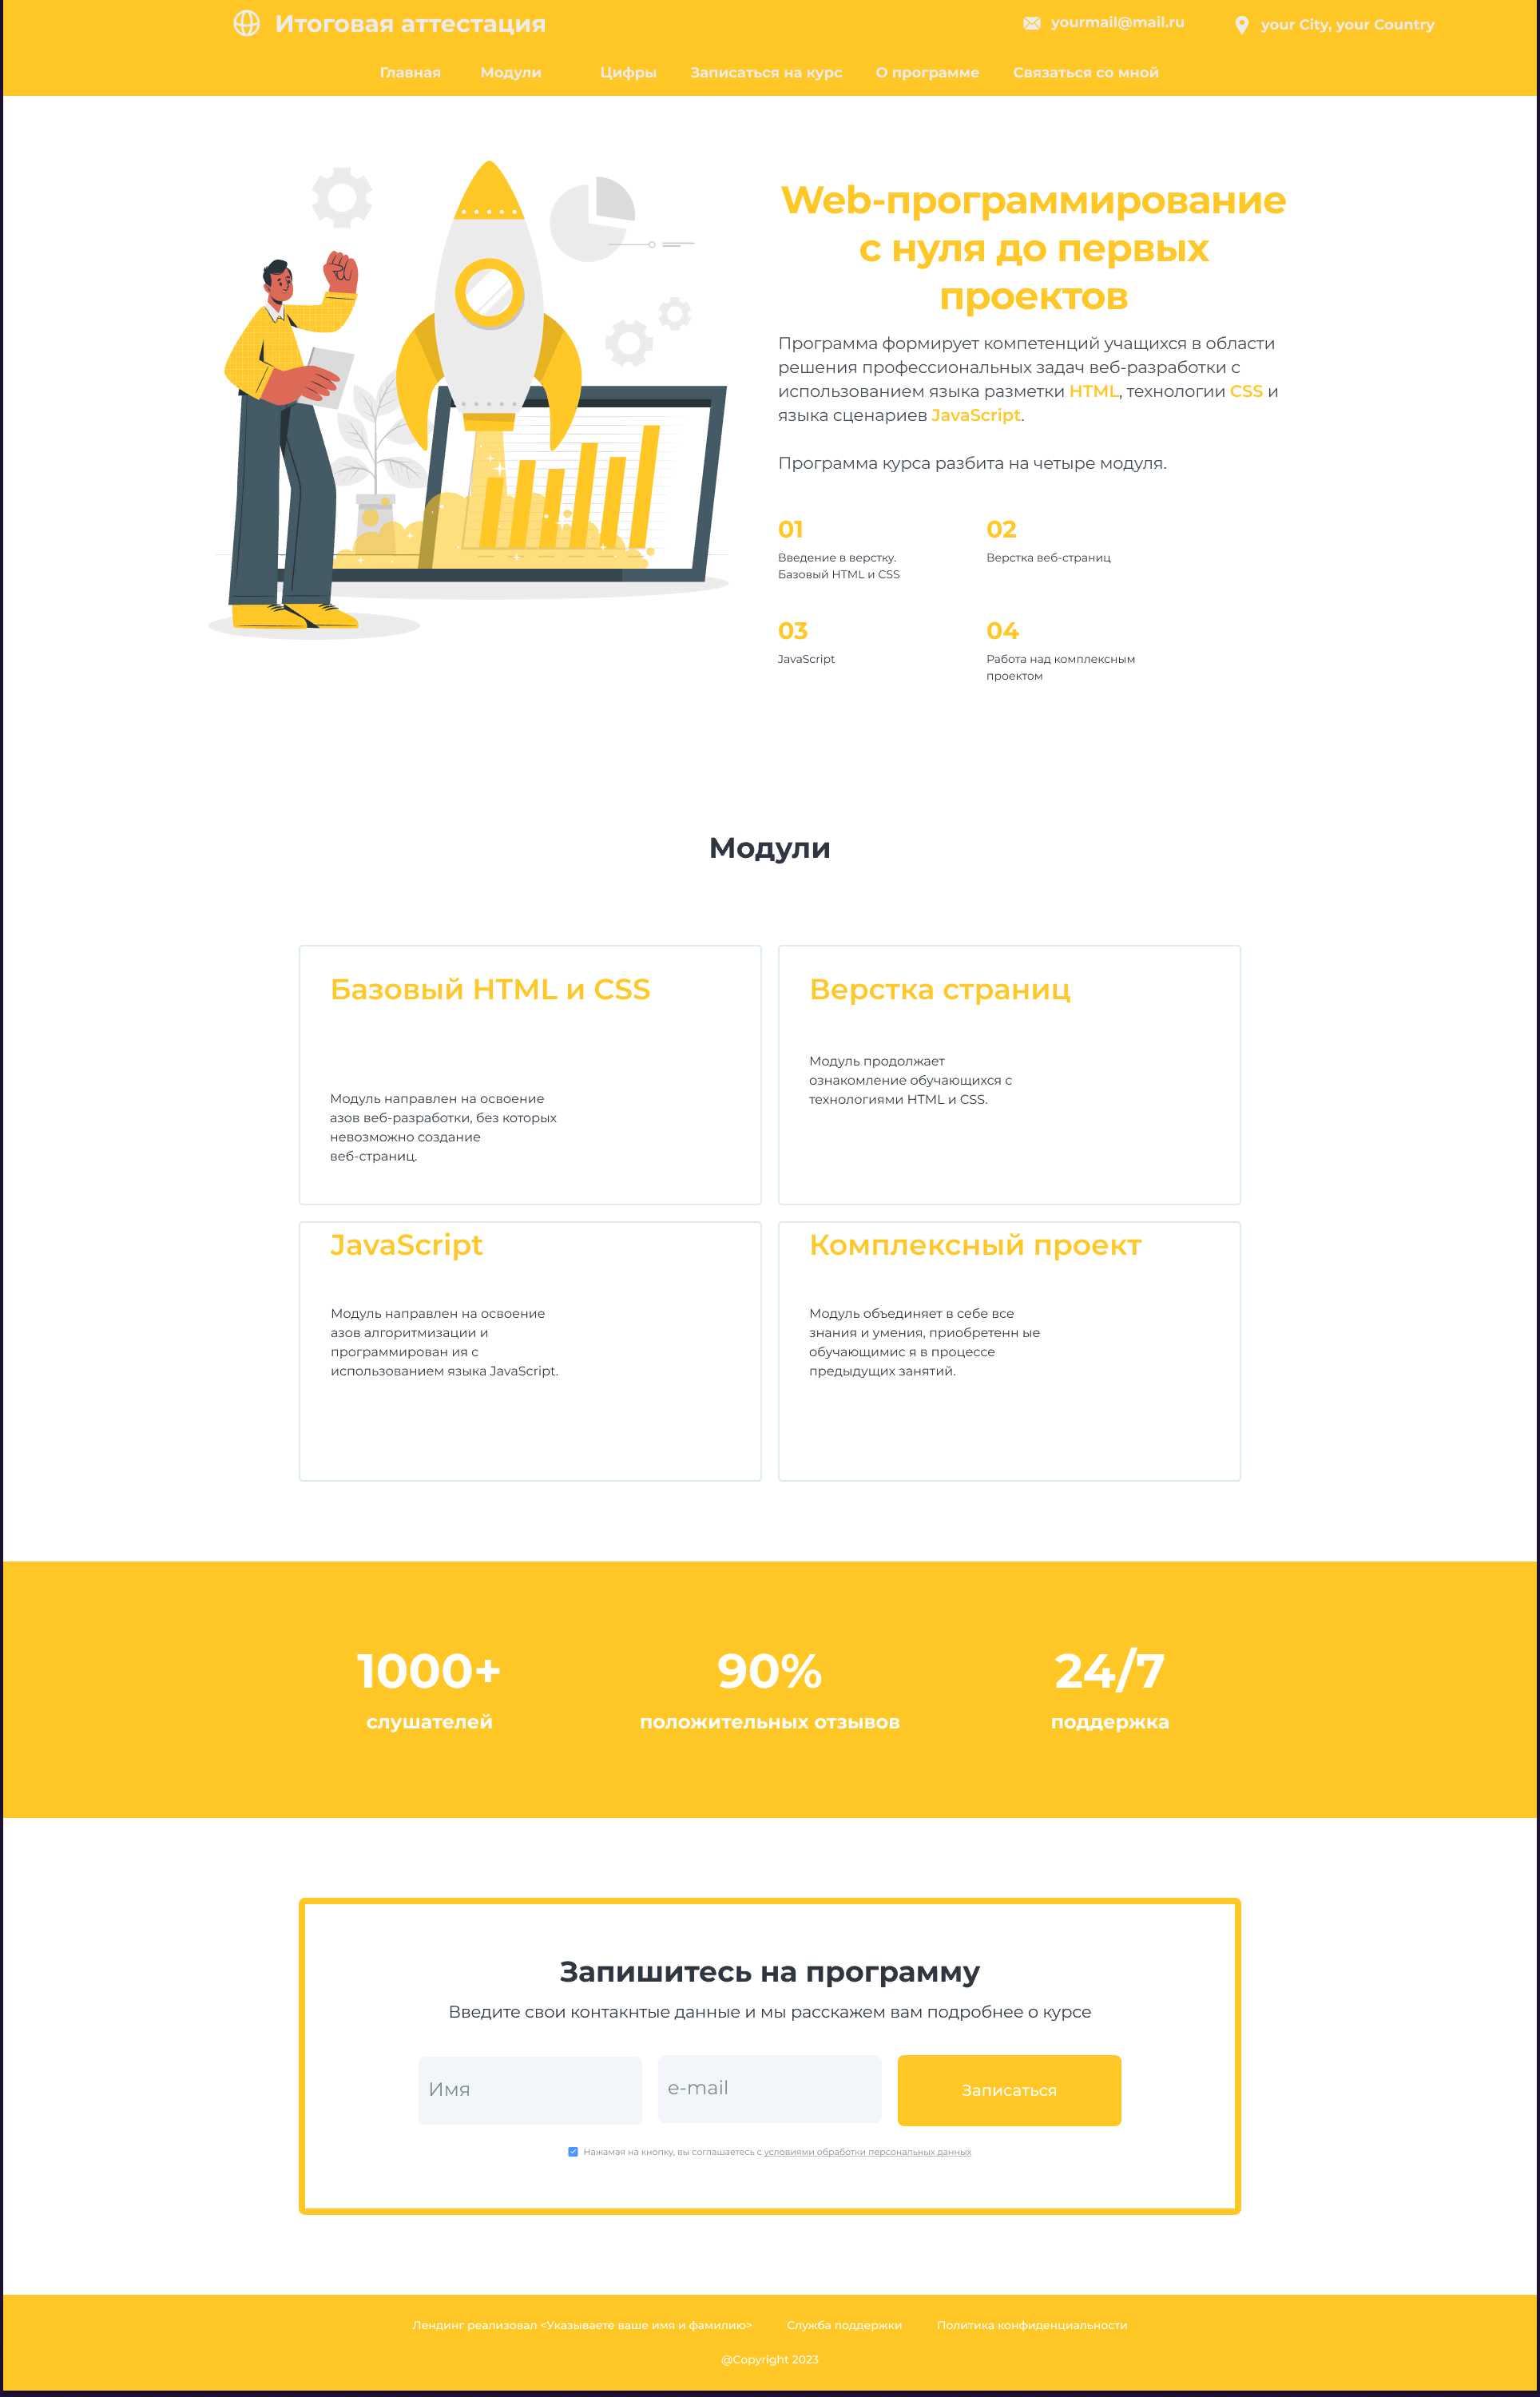 Итоговая аттестация
yourmail@mail.ru
your City, your Country
Главная Модули Цифры Записаться на курс О программе Связаться со мной
Web-программирование
с нуля до первых
проектов
Программа формирует компетенций учащихся в области
решения профессиональных задач веб-разработки с
использованием языка разметки HTML, технологии CSS и
языка сценариев JavaScript.
Программа курса разбита на четыре модуля.
01
Введение в верстку.
Базовый HTML и CSS
02
Верстка веб-страниц
03
JavaScript
04
Работа над комплексным
проектом
Модули
Базовый HTML и CSS
Модуль направлен на освоение
азов веб-разработки, без которых
невозможно создание
веб-страниц.
Верстка страниц
Модуль продолжает
ознакомление обучающихся с
технологиями HTML и CSS.
JavaScript
Модуль направлен на освоение
азов алгоритмизации и
программирован ия с
использованием языка JavaScript.
Комплексный проект
Модуль объединяет в себе все
знания и умения, приобретенн ые
обучающимис я в процессе
предыдущих занятий.
1000+
слушателей
90%
положительных отзывов
24/7
поддержка
Запишитесь на программу
Введите свои контакнтые данные и мы расскажем вам подробнее о курсе
Имя
e-mail
Записаться
Нажамая на кнопку, вы соглашаетесь с условиями обработки персональных данных
Лендинг реализовал <Указываете ваше имя и фамилию> Служба поддержки Политика конфиденциальности
@Copyright 2023